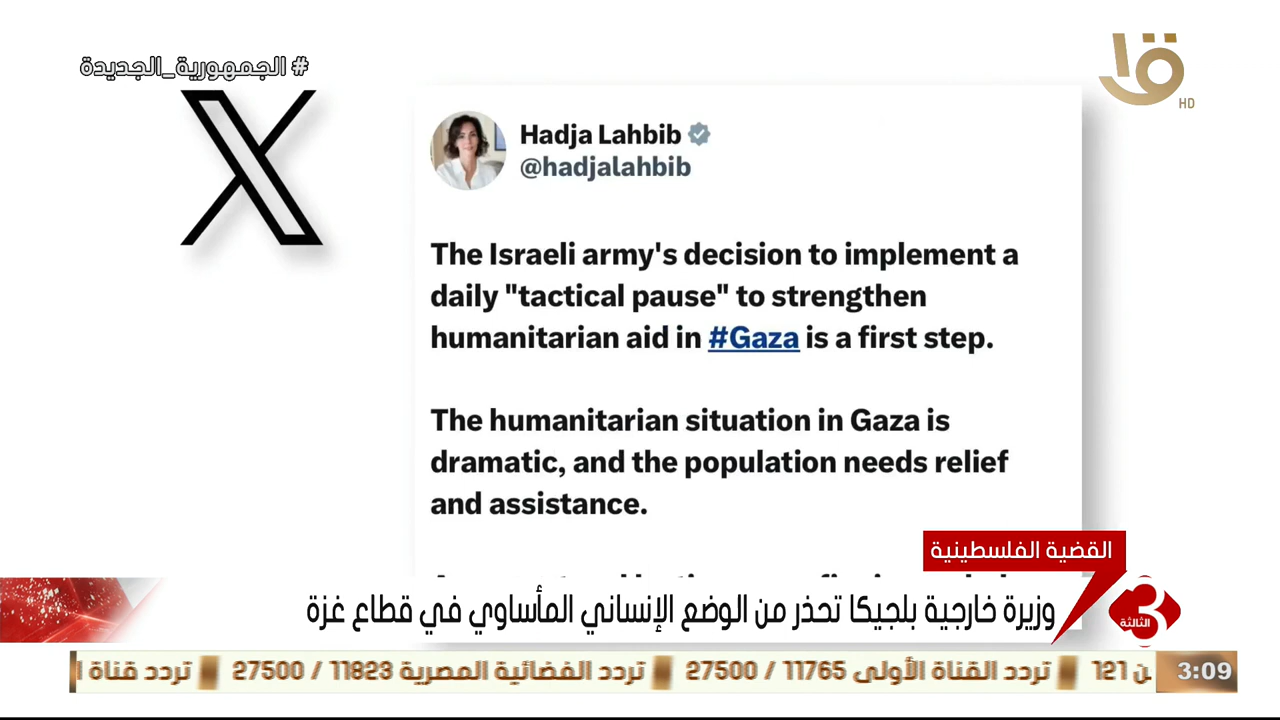 # الجمهورية_الجديدة
HD
Hadja Lahbib
@hadjalahbib
The Israeli army's decision to implement a
daily "tactical pause" to strengthen
humanitarian aid in #Gaza is a first step.
The humanitarian situation in Gaza is
dramatic, and the population needs relief
and assistance.
القضية الفلسطينية
وزيرة خارجية بلجيكا تحذر من الوضع الإنساني المأساوي في قطاع غزة
3 الثالثة
121 تردد القناة الأولى 11765 / 27500 تردد الفضائية المصرية 11823 / 27500 تردد قناة
3:09